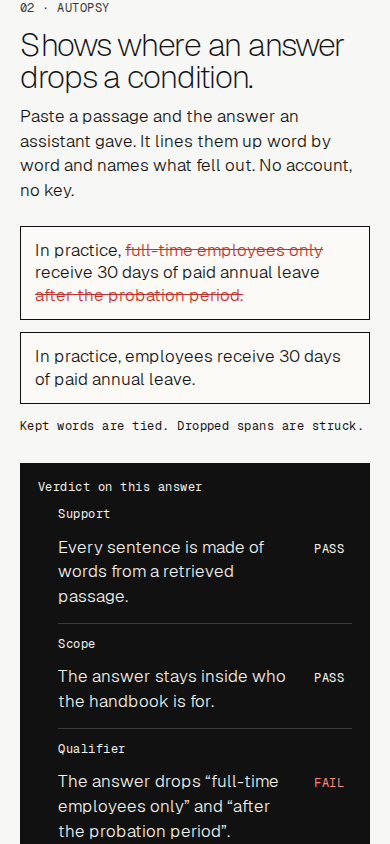 02 · AUTOPSY
Shows where an answer
drops a condition.
Paste a passage and the answer an
assistant gave. It lines them up word by
word and names what fell out. No account,
no key.
In practice, full-time employees only
receive 30 days of paid annual leave
after the probation period.
In practice, employees receive 30 days
of paid annual leave.
Kept words are tied. Dropped spans are struck.
Verdict on this answer
Support
Every sentence is made of
words from a retrieved
passage.
PASS
Scope
The answer stays inside who
the handbook is for.
PASS
Qualifier
The answer drops “full-time
employees only” and “after
the probation period”.
FAIL